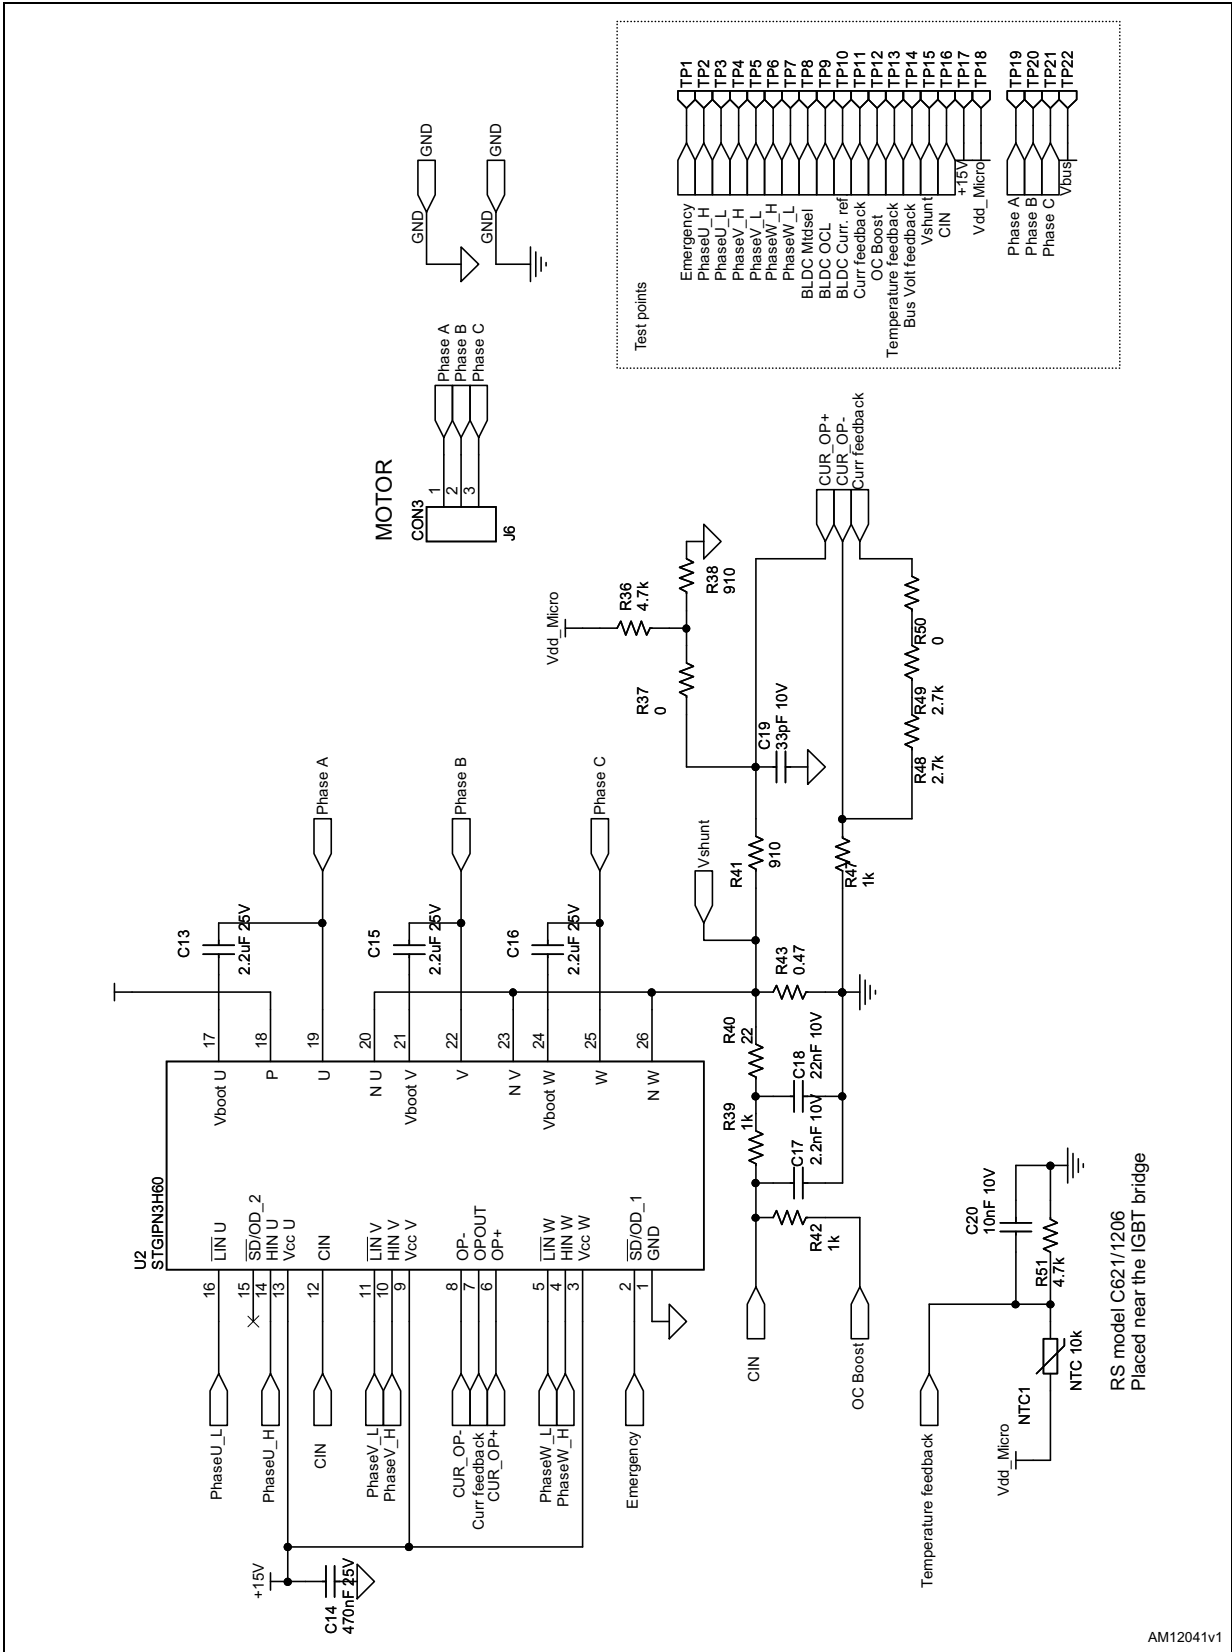 U2
STGIPN3H60
LIN U
SD/OD_2
HIN U
Vcc U
CIN
LIN V
HIN V
Vcc V
OP-
OPOUT
OP+
LIN W
HIN W
Vcc W
SD/OD_1
GND
16
15
14
13
12
11
10
9
8
7
6
5
4
3
2
1
Vboot U
P
U
N U
Vboot V
V
N V
Vboot W
W
N W
17
18
19
20
21
22
23
24
25
26
PhaseU_L
PhaseU_H
CIN
PhaseV_L
PhaseV_H
CUR_OP-
Curr feedback
CUR_OP+
PhaseW_L
PhaseW_H
Emergency
+15V
C14
470nF 25V
C13
2.2uF 25V
C15
2.2uF 25V
C16
2.2uF 25V
Phase A
Phase B
Phase C
MOTOR
CON3
1
2
3
J6
Phase A
Phase B
Phase C
GND
GND
GND
GND
Test points
Emergency
PhaseU_H
PhaseU_L
PhaseV_H
PhaseV_L
PhaseW_H
PhaseW_L
BLDC Mtdsel
BLDC OCL
BLDC Curr. ref
Curr feedback
OC Boost
Temperature feedback
Bus Volt feedback
Vshunt
CIN
+15V
Vdd_Micro
TP1
TP2
TP3
TP4
TP5
TP6
TP7
TP8
TP9
TP10
TP11
TP12
TP13
TP14
TP15
TP16
TP17
TP18
Phase A
Phase B
Phase C
Vbus
TP19
TP20
TP21
TP22
CIN
OC Boost
R42
1k
C17
2.2nF 10V
R39
1k
C18
22nF 10V
R40
22
R43
0.47
Vshunt
R41
910
R47
1k
C19
33pF 10V
R37
0
Vdd_Micro
R36
4.7k
R38
910
R48
2.7k
R49
2.7k
R50
0
CUR_OP+
CUR_OP-
Curr feedback
Temperature feedback
Vdd_Micro
NTC1
NTC 10k
R51
4.7k
C20
10nF 10V
RS model C621/1206
Placed near the IGBT bridge
AM12041v1